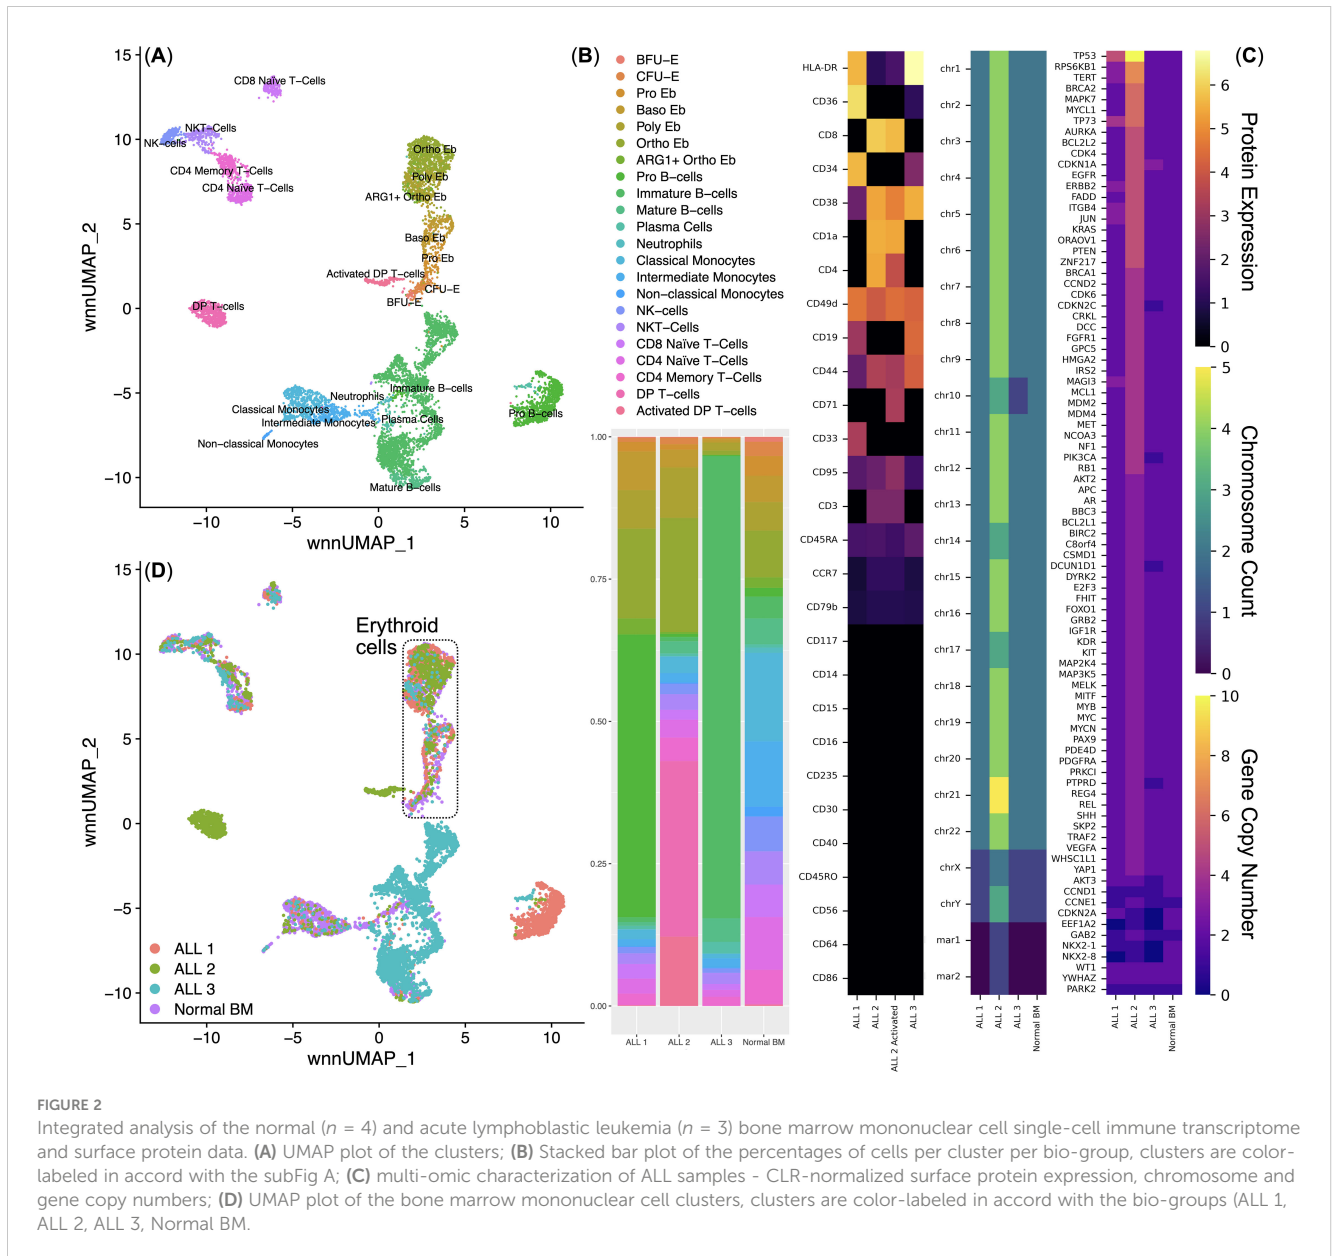 (A)
15
10
5
0
−5
−10
wnnUMAP_2
CD8 Naïve T−Cells
NKT−Cells
NK−cells
CD4 Memory T−Cells
CD4 Naïve T−Cells
Ortho Eb
Poly Eb
ARG1+ Ortho Eb
Baso Eb
Pro Eb
Activated DP T−cells
CFU−E
BFU−E
DP T−cells
Immature B−cells
Neutrophils
Classical Monocytes
Plasma Cells
Intermediate Monocytes
Pro B−cells
Non−classical Monocytes
Mature B−cells
−10
−5
0
5
10
wnnUMAP_1
(B)
BFU−E
CFU−E
Pro Eb
Baso Eb
Poly Eb
Ortho Eb
ARG1+ Ortho Eb
Pro B−cells
Immature B−cells
Mature B−cells
Plasma Cells
Neutrophils
Classical Monocytes
Intermediate Monocytes
Non−classical Monocytes
NK−cells
NKT−Cells
CD8 Naïve T−Cells
CD4 Naïve T−Cells
CD4 Memory T−Cells
DP T−cells
Activated DP T−cells
1.00
0.75
0.50
0.25
0.00
ALL 1
ALL 2
ALL 3
Normal BM
(C)
HLA-DR
CD36
CD8
CD34
CD38
CD1a
CD4
CD49d
CD19
CD44
CD71
CD33
CD95
CD3
CD45RA
CCR7
CD79b
CD117
CD14
CD15
CD16
CD235
CD30
CD40
CD45RO
CD56
CD64
CD86
ALL 1
ALL 2
ALL 2 Activated
ALL 3
chr1
chr2
chr3
chr4
chr5
chr6
chr7
chr8
chr9
chr10
chr11
chr12
chr13
chr14
chr15
chr16
chr17
chr18
chr19
chr20
chr21
chr22
chrX
chrY
mar1
mar2
ALL 1
ALL 2
ALL 3
Normal BM
TP53
RPS6KB1
TERT
BRCA2
MAPK7
MYCL1
TP73
AURKA
BCL2L2
CDK4
CDKN1A
EGFR
ERBB2
FADD
ITGB4
JUN
KRAS
ORAOV1
PTEN
ZNF217
BRCA1
CCND2
CDK6
CDKN2C
CRKL
DCC
FGFR1
GPC5
HMGA2
IRS2
MAGI3
MCL1
MDM2
MDM4
MET
NCOA3
NF1
PIK3CA
RB1
AKT2
APC
AR
BBC3
BCL2L1
BIRC2
C8orf4
CSMD1
DCUN1D1
DYRK2
E2F3
FHIT
FOXO1
GRB2
IGF1R
KDR
KIT
MAP2K4
MAP3K5
MELK
MITF
MYB
MYC
MYCN
PAX9
PDE4D
PDGFRA
PRKCI
PTPRD
REG4
REL
SHH
SKP2
TRAF2
VEGFA
WHSC1L1
YAP1
AKT3
CCND1
CCNE1
CDKN2A
EEF1A2
GAB2
NKX2-1
NKX2-8
WT1
YWHAZ
PARK2
ALL 1
ALL 2
ALL 3
Normal BM
6
5
4
3
2
1
0
Protein Expression
5
4
3
2
1
0
Chromosome Count
10
8
6
4
2
0
Gene Copy Number
(D)
15
10
5
0
−5
−10
wnnUMAP_2
Erythroid
cells
ALL 1
ALL 2
ALL 3
Normal BM
−10
−5
0
5
10
wnnUMAP_1
FIGURE 2
Integrated analysis of the normal (n = 4) and acute lymphoblastic leukemia (n = 3) bone marrow mononuclear cell single-cell immune transcriptome
and surface protein data. (A) UMAP plot of the clusters; (B) Stacked bar plot of the percentages of cells per cluster per bio-group, clusters are color-
labeled in accord with the subFig A; (C) multi-omic characterization of ALL samples - CLR-normalized surface protein expression, chromosome and
gene copy numbers; (D) UMAP plot of the bone marrow mononuclear cell clusters, clusters are color-labeled in accord with the bio-groups (ALL 1,
ALL 2, ALL 3, Normal BM.